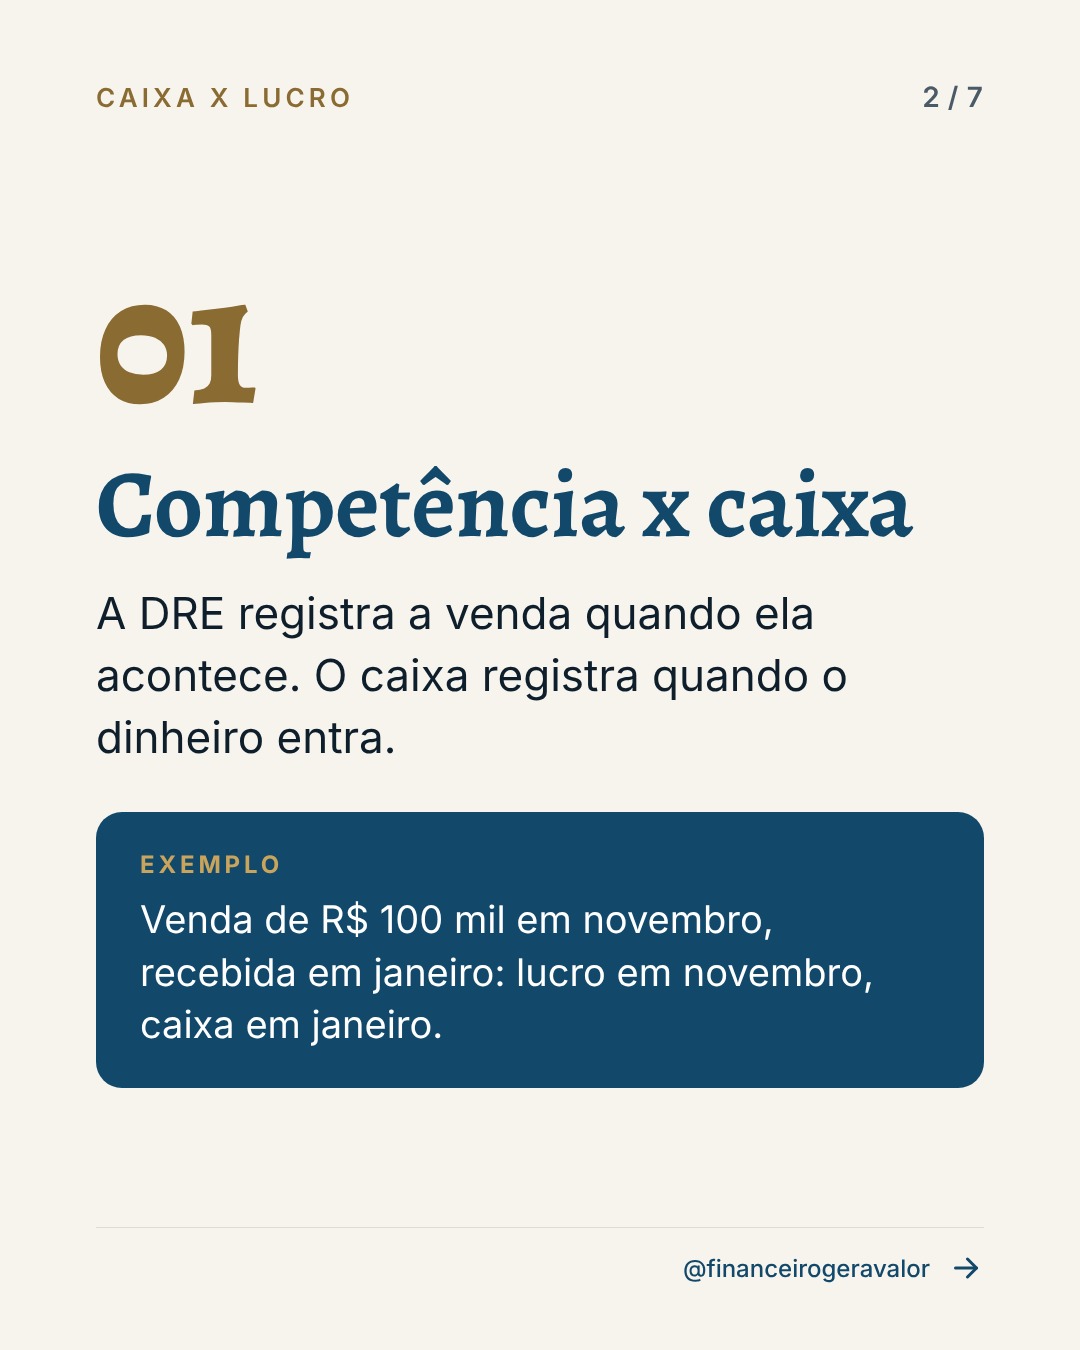 CAIXA X LUCRO
2 / 7
01
Competência x caixa
A DRE registra a venda quando ela
acontece. O caixa registra quando o
dinheiro entra.
EXEMPLO
Venda de R$ 100 mil em novembro,
recebida em janeiro: lucro em novembro,
caixa em janeiro.
@financeirogeravalor →